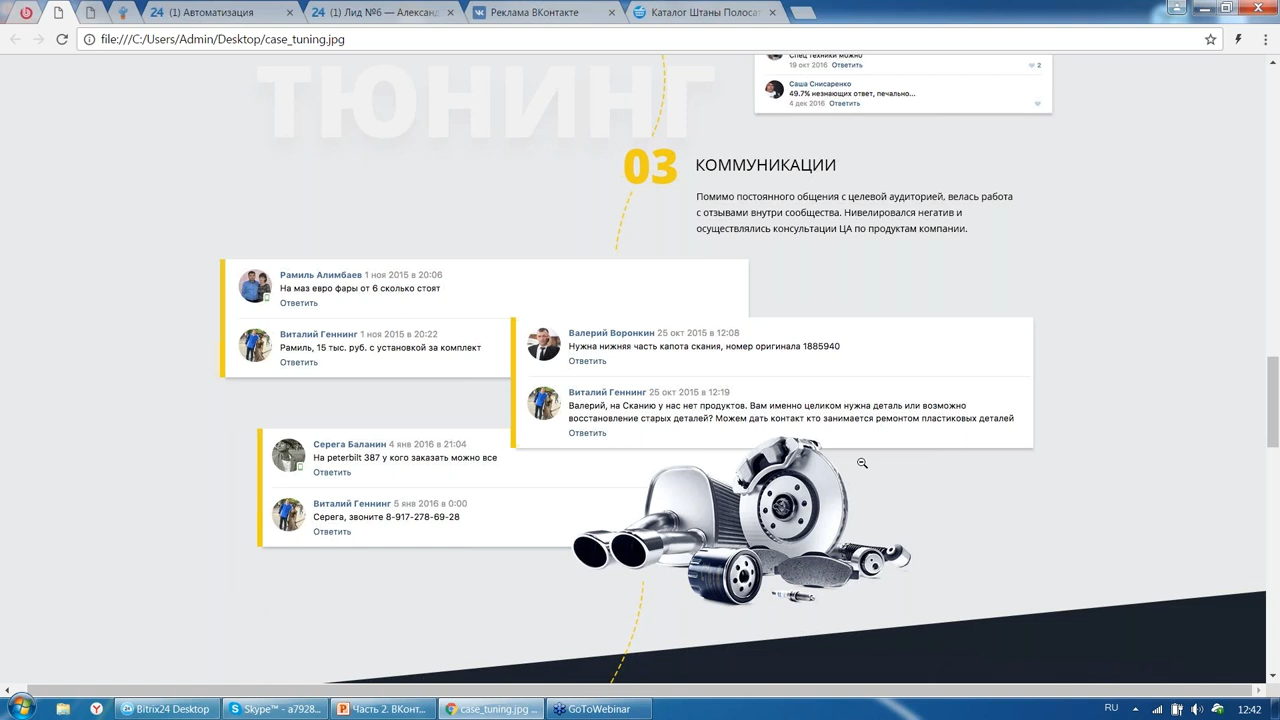 24 (1) Автоматизация
24 (1) Лид №6 — Александ
Реклама ВКонтакте
Каталог Штаны Полосат
file:///C:/Users/Admin/Desktop/case_tuning.jpg
Спец техники можно
19 окт 2016 Ответить 2
Саша Снисаренко
49.7% незнающих ответ, печально...
4 дек 2016 Ответить
ТЮНИНГ
03 КОММУНИКАЦИИ
Помимо постоянного общения с целевой аудиторией, велась работа
с отзывами внутри сообщества. Нивелировался негатив и
осуществлялись консультации ЦА по продуктам компании.
Рамиль Алимбаев 1 ноя 2015 в 20:06
На маз евро фары от 6 сколько стоят
Ответить
Виталий Геннинг 1 ноя 2015 в 20:22
Рамиль, 15 тыс. руб. с установкой за комплект
Ответить
Валерий Воронкин 25 окт 2015 в 12:08
Нужна нижняя часть капота скания, номер оригинала 1885940
Ответить
Виталий Геннинг 25 окт 2015 в 12:19
Валерий, на Сканию у нас нет продуктов. Вам именно целиком нужна деталь или возможно
восстановление старых деталей? Можем дать контакт кто занимается ремонтом пластиковых деталей
Ответить
Серега Баланин 4 янв 2016 в 21:04
На peterbilt 387 у кого заказать можно все
Ответить
Виталий Геннинг 5 янв 2016 в 0:00
Серега, звоните 8-917-278-69-28
Ответить
Bitrix24 Desktop
Skype™ - a7928...
Часть 2. ВКонт...
case_tuning.jpg ...
GoToWebinar
RU
12:42